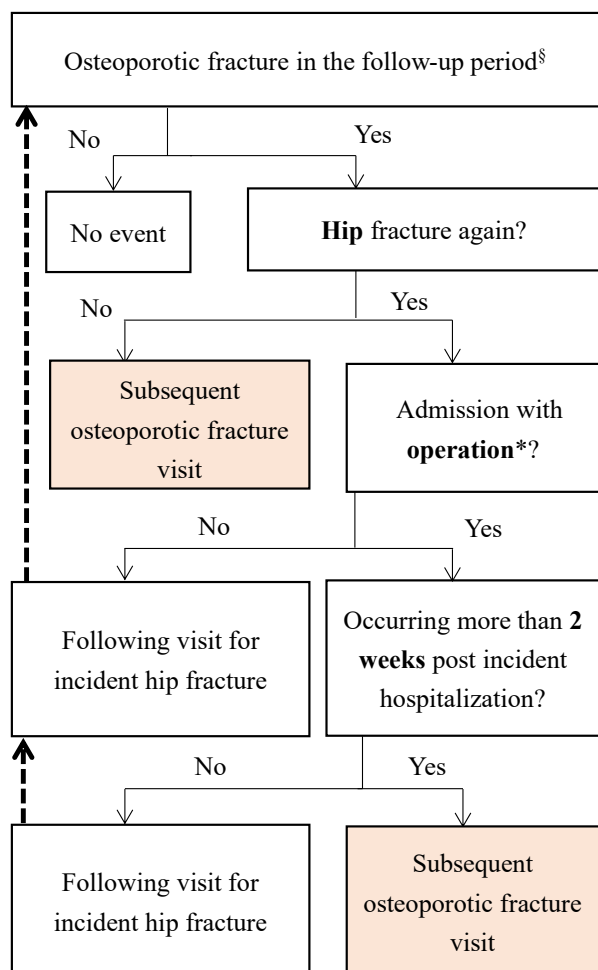 Osteoporotic fracture in the follow-up period§
No
Yes
No event
Hip fracture again?
No
Yes
Subsequent
osteoporotic fracture
visit
Admission with
operation*?
No
Yes
Following visit for
incident hip fracture
Occurring more than 2
weeks post incident
hospitalization?
No
Yes
Following visit for
incident hip fracture
Subsequent
osteoporotic fracture
visit